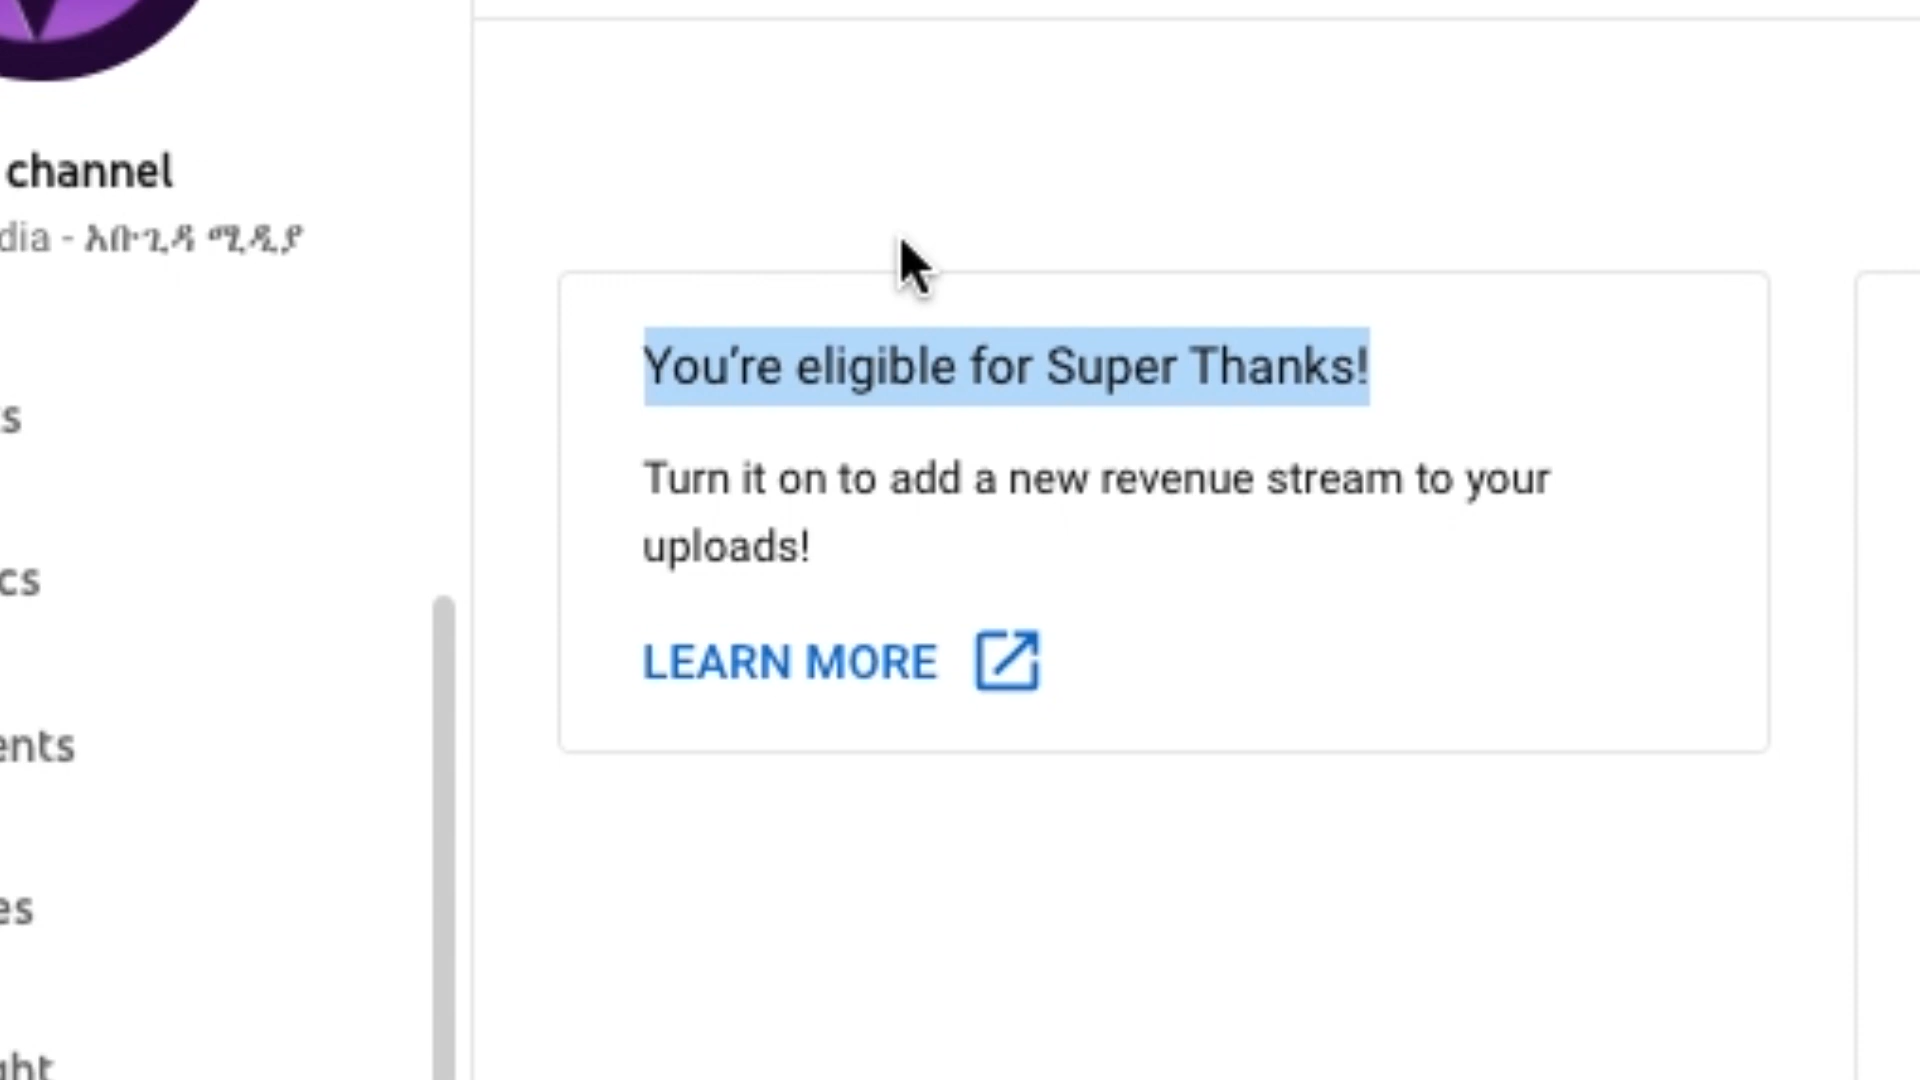 channel
dia - አቡጊዳ ሚዲያ
You’re eligible for Super Thanks!
Turn it on to add a new revenue stream to your
uploads!
LEARN MORE
s
cs
ents
es
ght